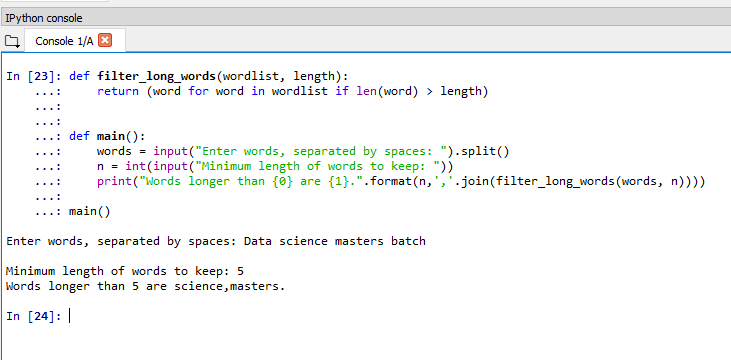 IPython console
Console 1/A
In [23]: def filter_long_words(wordlist, length):
    ...:     return (word for word in wordlist if len(word) > length)
    ...:
    ...:
    ...: def main():
    ...:     words = input("Enter words, separated by spaces: ").split()
    ...:     n = int(input("Minimum length of words to keep: "))
    ...:     print("Words longer than {0} are {1}.".format(n,','.join(filter_long_words(words, n))))
    ...:
    ...: main()
Enter words, separated by spaces: Data science masters batch
Minimum length of words to keep: 5
Words longer than 5 are science,masters.
In [24]: